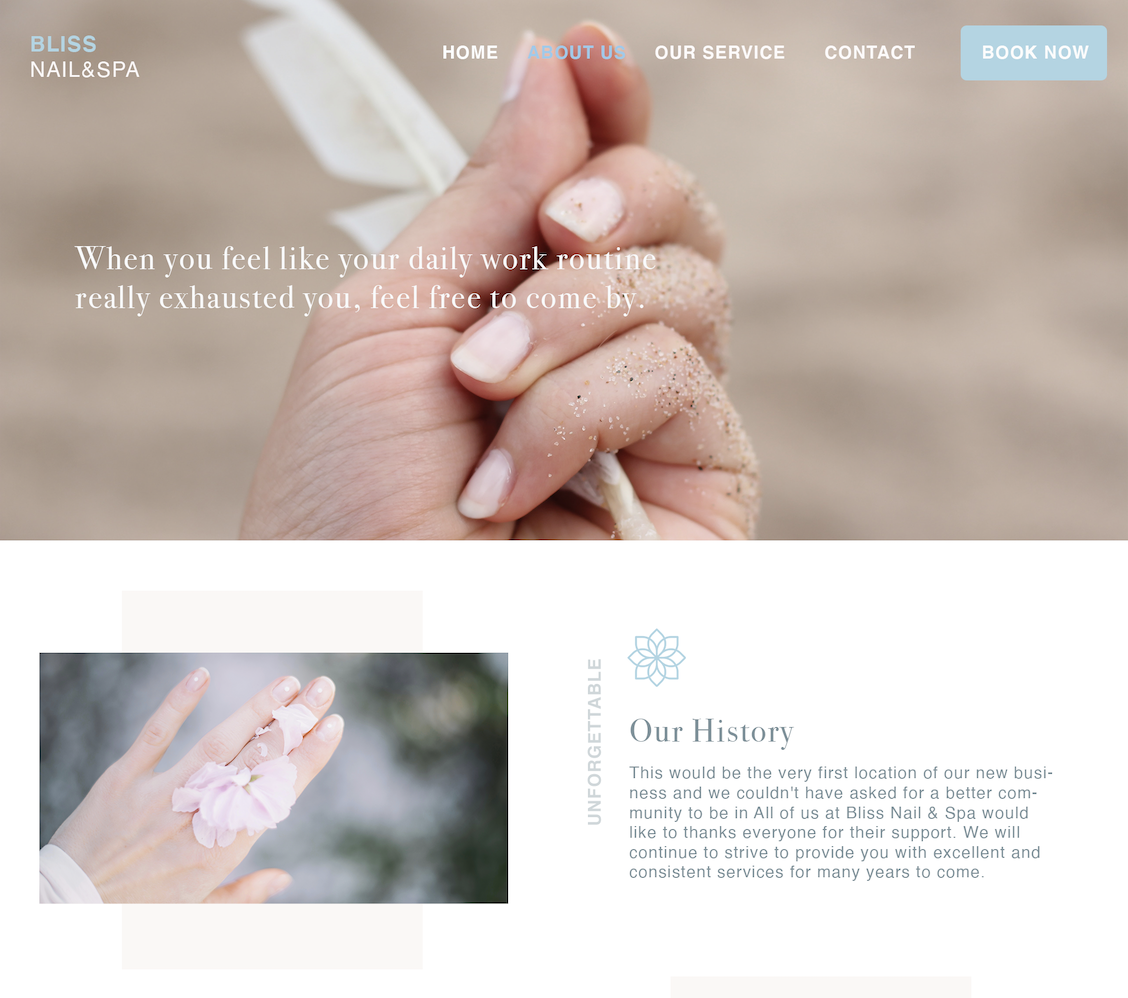 BLISS
NAIL&SPA
HOME
ABOUT US
OUR SERVICE
CONTACT
BOOK NOW
When you feel like your daily work routine
really exhausted you, feel free to come by.
UNFORGETTABLE
Our History
This would be the very first location of our new busi-
ness and we couldn't have asked for a better com-
munity to be in All of us at Bliss Nail & Spa would
like to thanks everyone for their support. We will
continue to strive to provide you with excellent and
consistent services for many years to come.